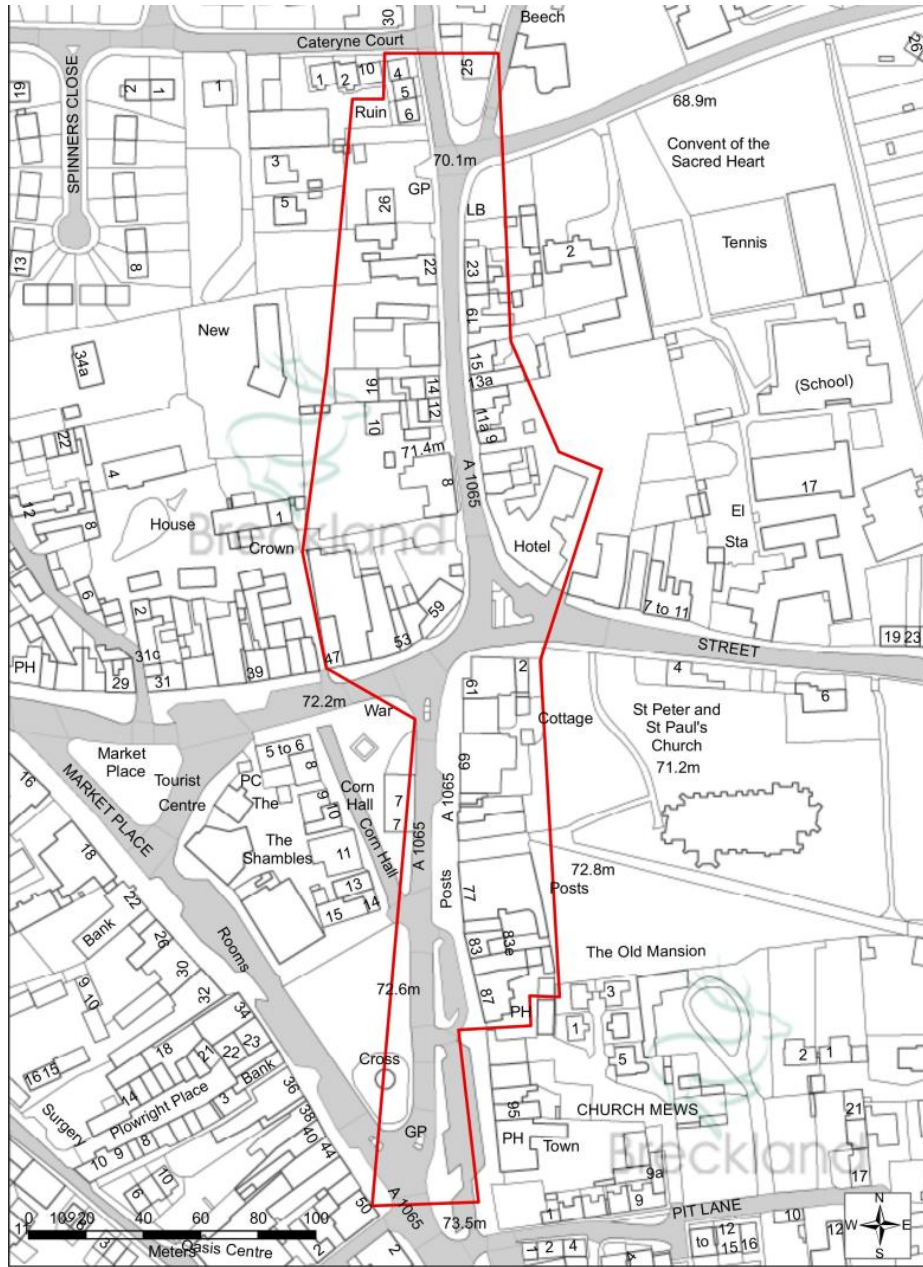 Beech
30
Cateryne Court
SPINNERS CLOSE
19
2
1
1
1
2
10
4
5
6
25
26
Ruin
68.9m
Convent of the
Sacred Heart
3
5
70.1m
GP
26
LB
13
8
22
23
2
Tennis
19
New
34a
15
16
14
13a
(School)
12
10
11a
9
22
71.4m
4
8
A 1065
17
12
8
House
1
Crown
Hotel
El
Sta
Breckland
6
2
59
7 to 11
53
31c
PH
39
47
STREET
19
23
29
31
2
4
61
72.2m
War
Cottage
6
St Peter and
St Paul's
Church
71.2m
Market
Place
Tourist
Centre
5 to 6
8
PC
The
16
MARKET PLACE
Corn
Hall
69
A 1065
9
10
7
7
Corn Hall
A 1065
The
Shambles
11
18
72.8m
13
Posts
77
Posts
14
15
22
Bank
26
83
83e
Rooms
The Old Mansion
30
9
10
72.6m
87
3
32
PH
34
1
18
23
21
22
Cross
5
2
1
16
15
Bank
36
14
Plowright Place
3
CHURCH MEWS
Surgery
38
95
21
8
GP
40
PH
Town
9
10
44
Breckland
10
6
9a
17
50
A 1065
1
9
PIT LANE
0
20
40
60
80
100
73.5m
10
N
W
E
S
12
11
Meters
Oasis Centre
2
2
1
2
4
4
to
12
15
16